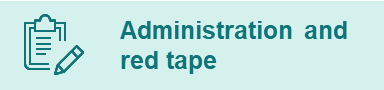 Administration and
red tape